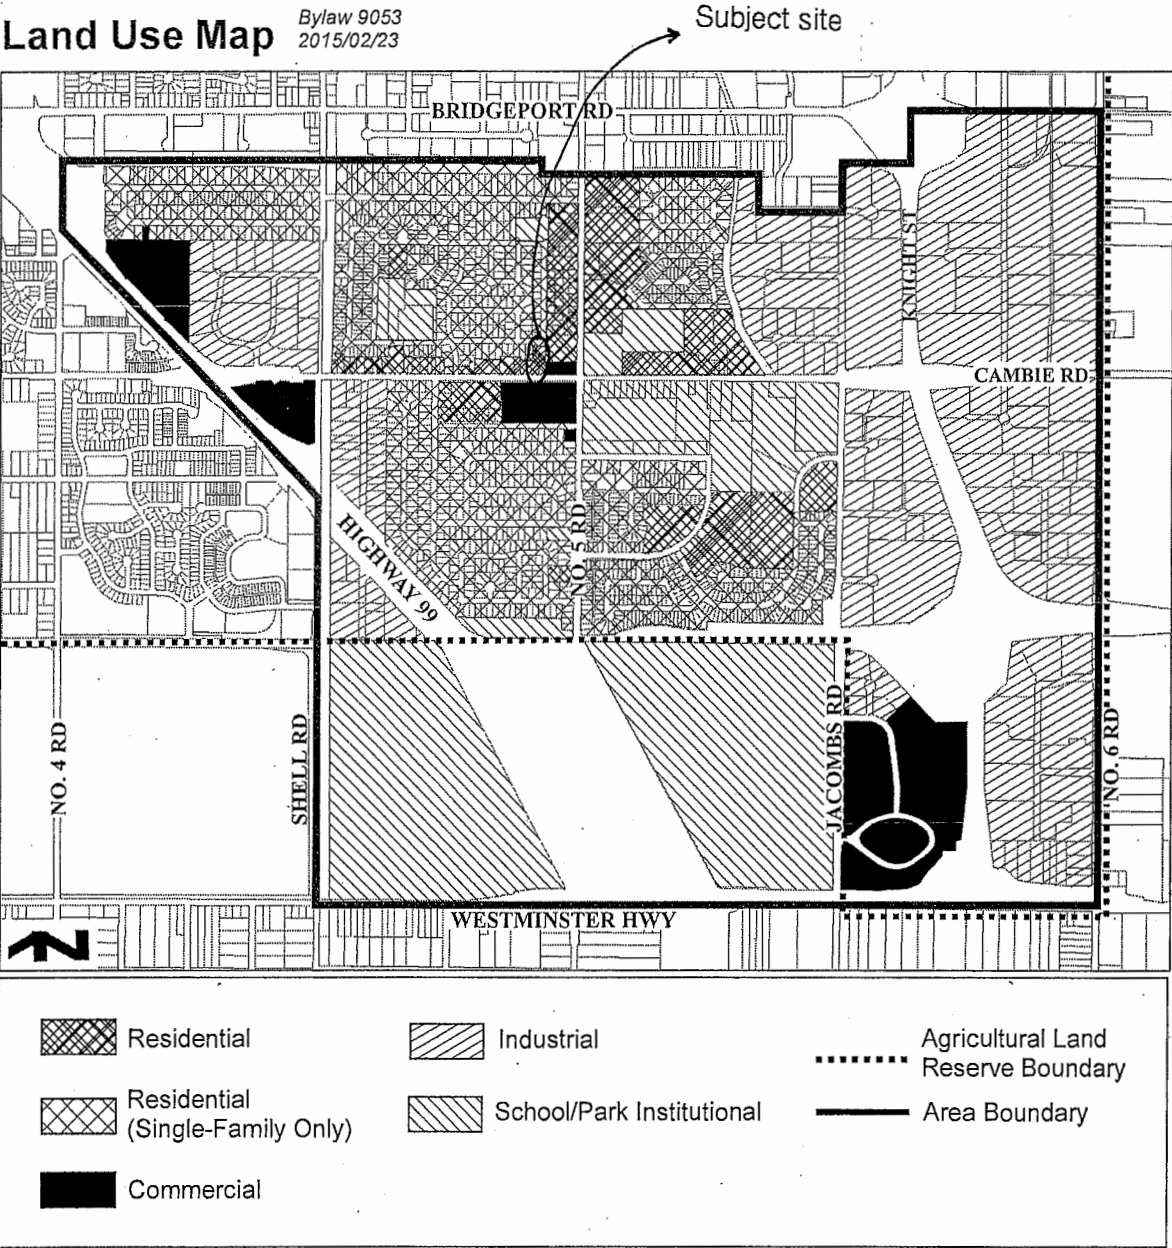 Land Use Map
Bylaw 9053
2015/02/23
Subject site
BRIDGEPORT RD
KNIGHT ST
CAMBIE RD
HIGHWAY 99
NO. 5 RD
NO. 4 RD
SHELL RD
JACOMBS RD
NO. 6 RD
WESTMINSTER HWY
N
Residential
Residential
(Single-Family Only)
Commercial
Industrial
School/Park Institutional
Agricultural Land
Reserve Boundary
Area Boundary